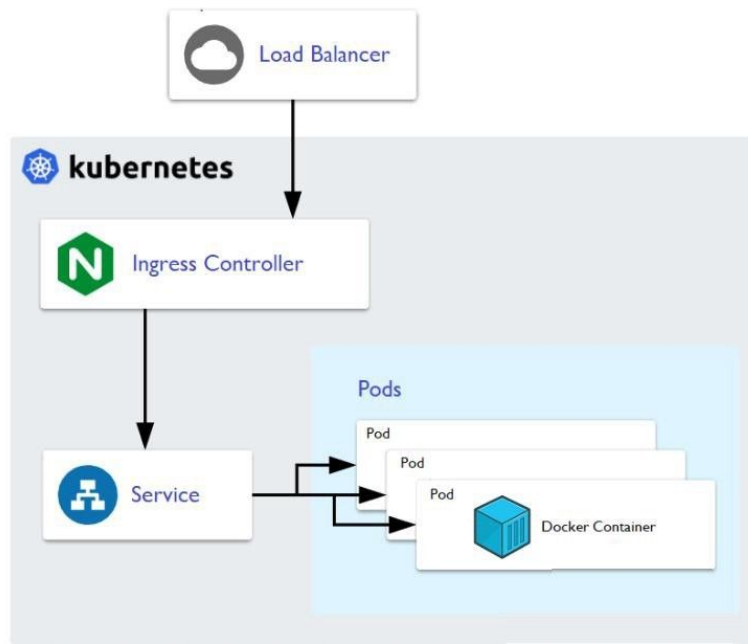 Load Balancer
kubernetes
N
Ingress Controller
Pods
Pod
Pod
Service
Pod
Docker Container